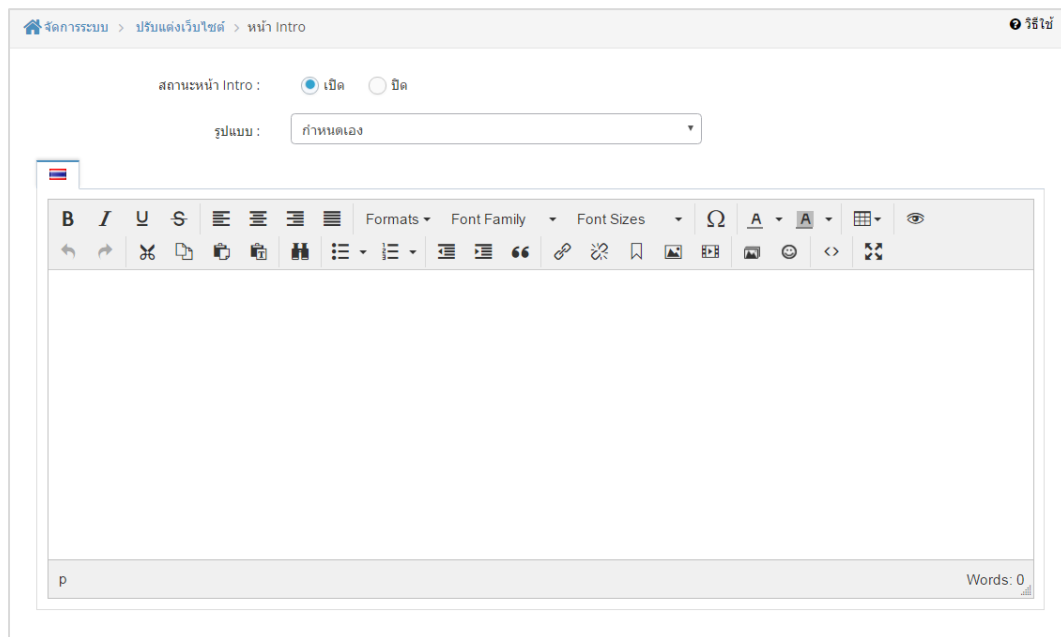 จัดการระบบ > ปรับแต่งเว็บไซต์ > หน้า Intro
วิธีใช้
สถานะหน้า Intro : เปิด ปิด
รูปแบบ : กำหนดเอง
B I U S Formats Font Family Font Sizes Ω A A
p Words: 0